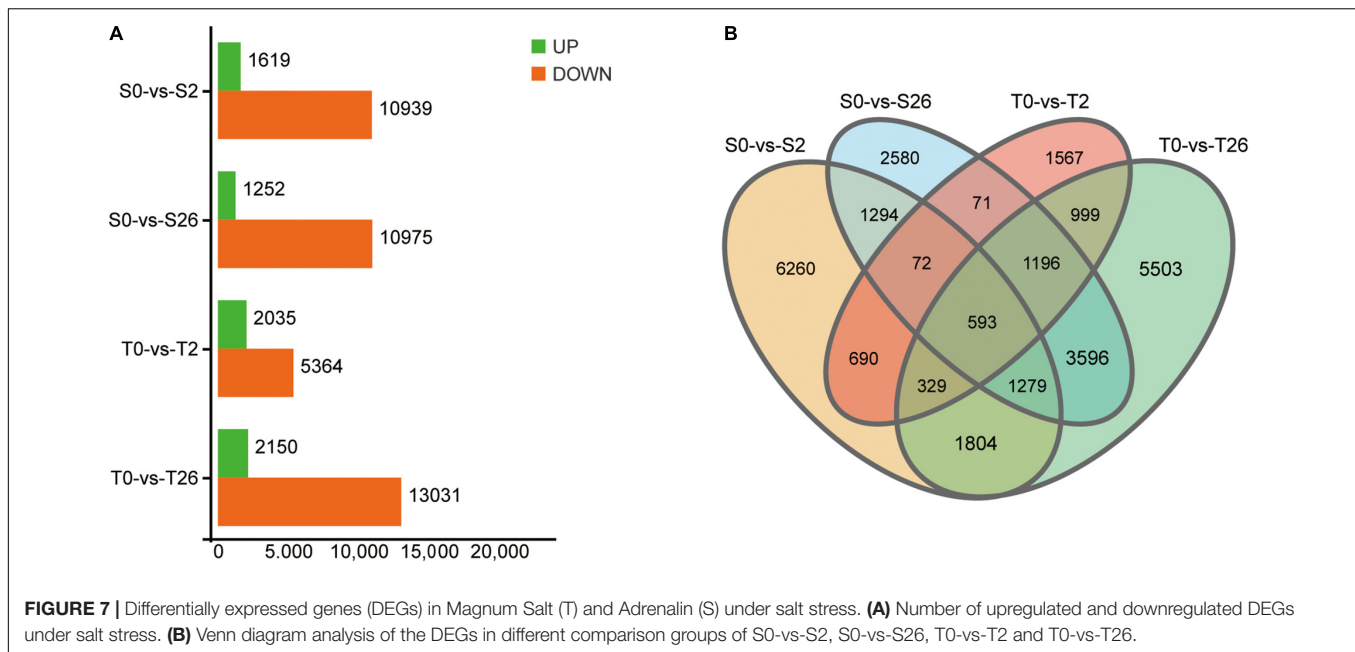 A
UP
DOWN
S0-vs-S2
1619
10939
S0-vs-S26
1252
10975
T0-vs-T2
2035
5364
T0-vs-T26
2150
13031
0 5.000 10,000 15,000 20,000
B
S0-vs-S26 T0-vs-T2
S0-vs-S2 T0-vs-T26
2580 1567
1294 71 999
6260 72 1196 5503
593
690 329 1279 3596
1804
FIGURE 7 | Differentially expressed genes (DEGs) in Magnum Salt (T) and Adrenalin (S) under salt stress. (A) Number of upregulated and downregulated DEGs
under salt stress. (B) Venn diagram analysis of the DEGs in different comparison groups of S0-vs-S2, S0-vs-S26, T0-vs-T2 and T0-vs-T26.